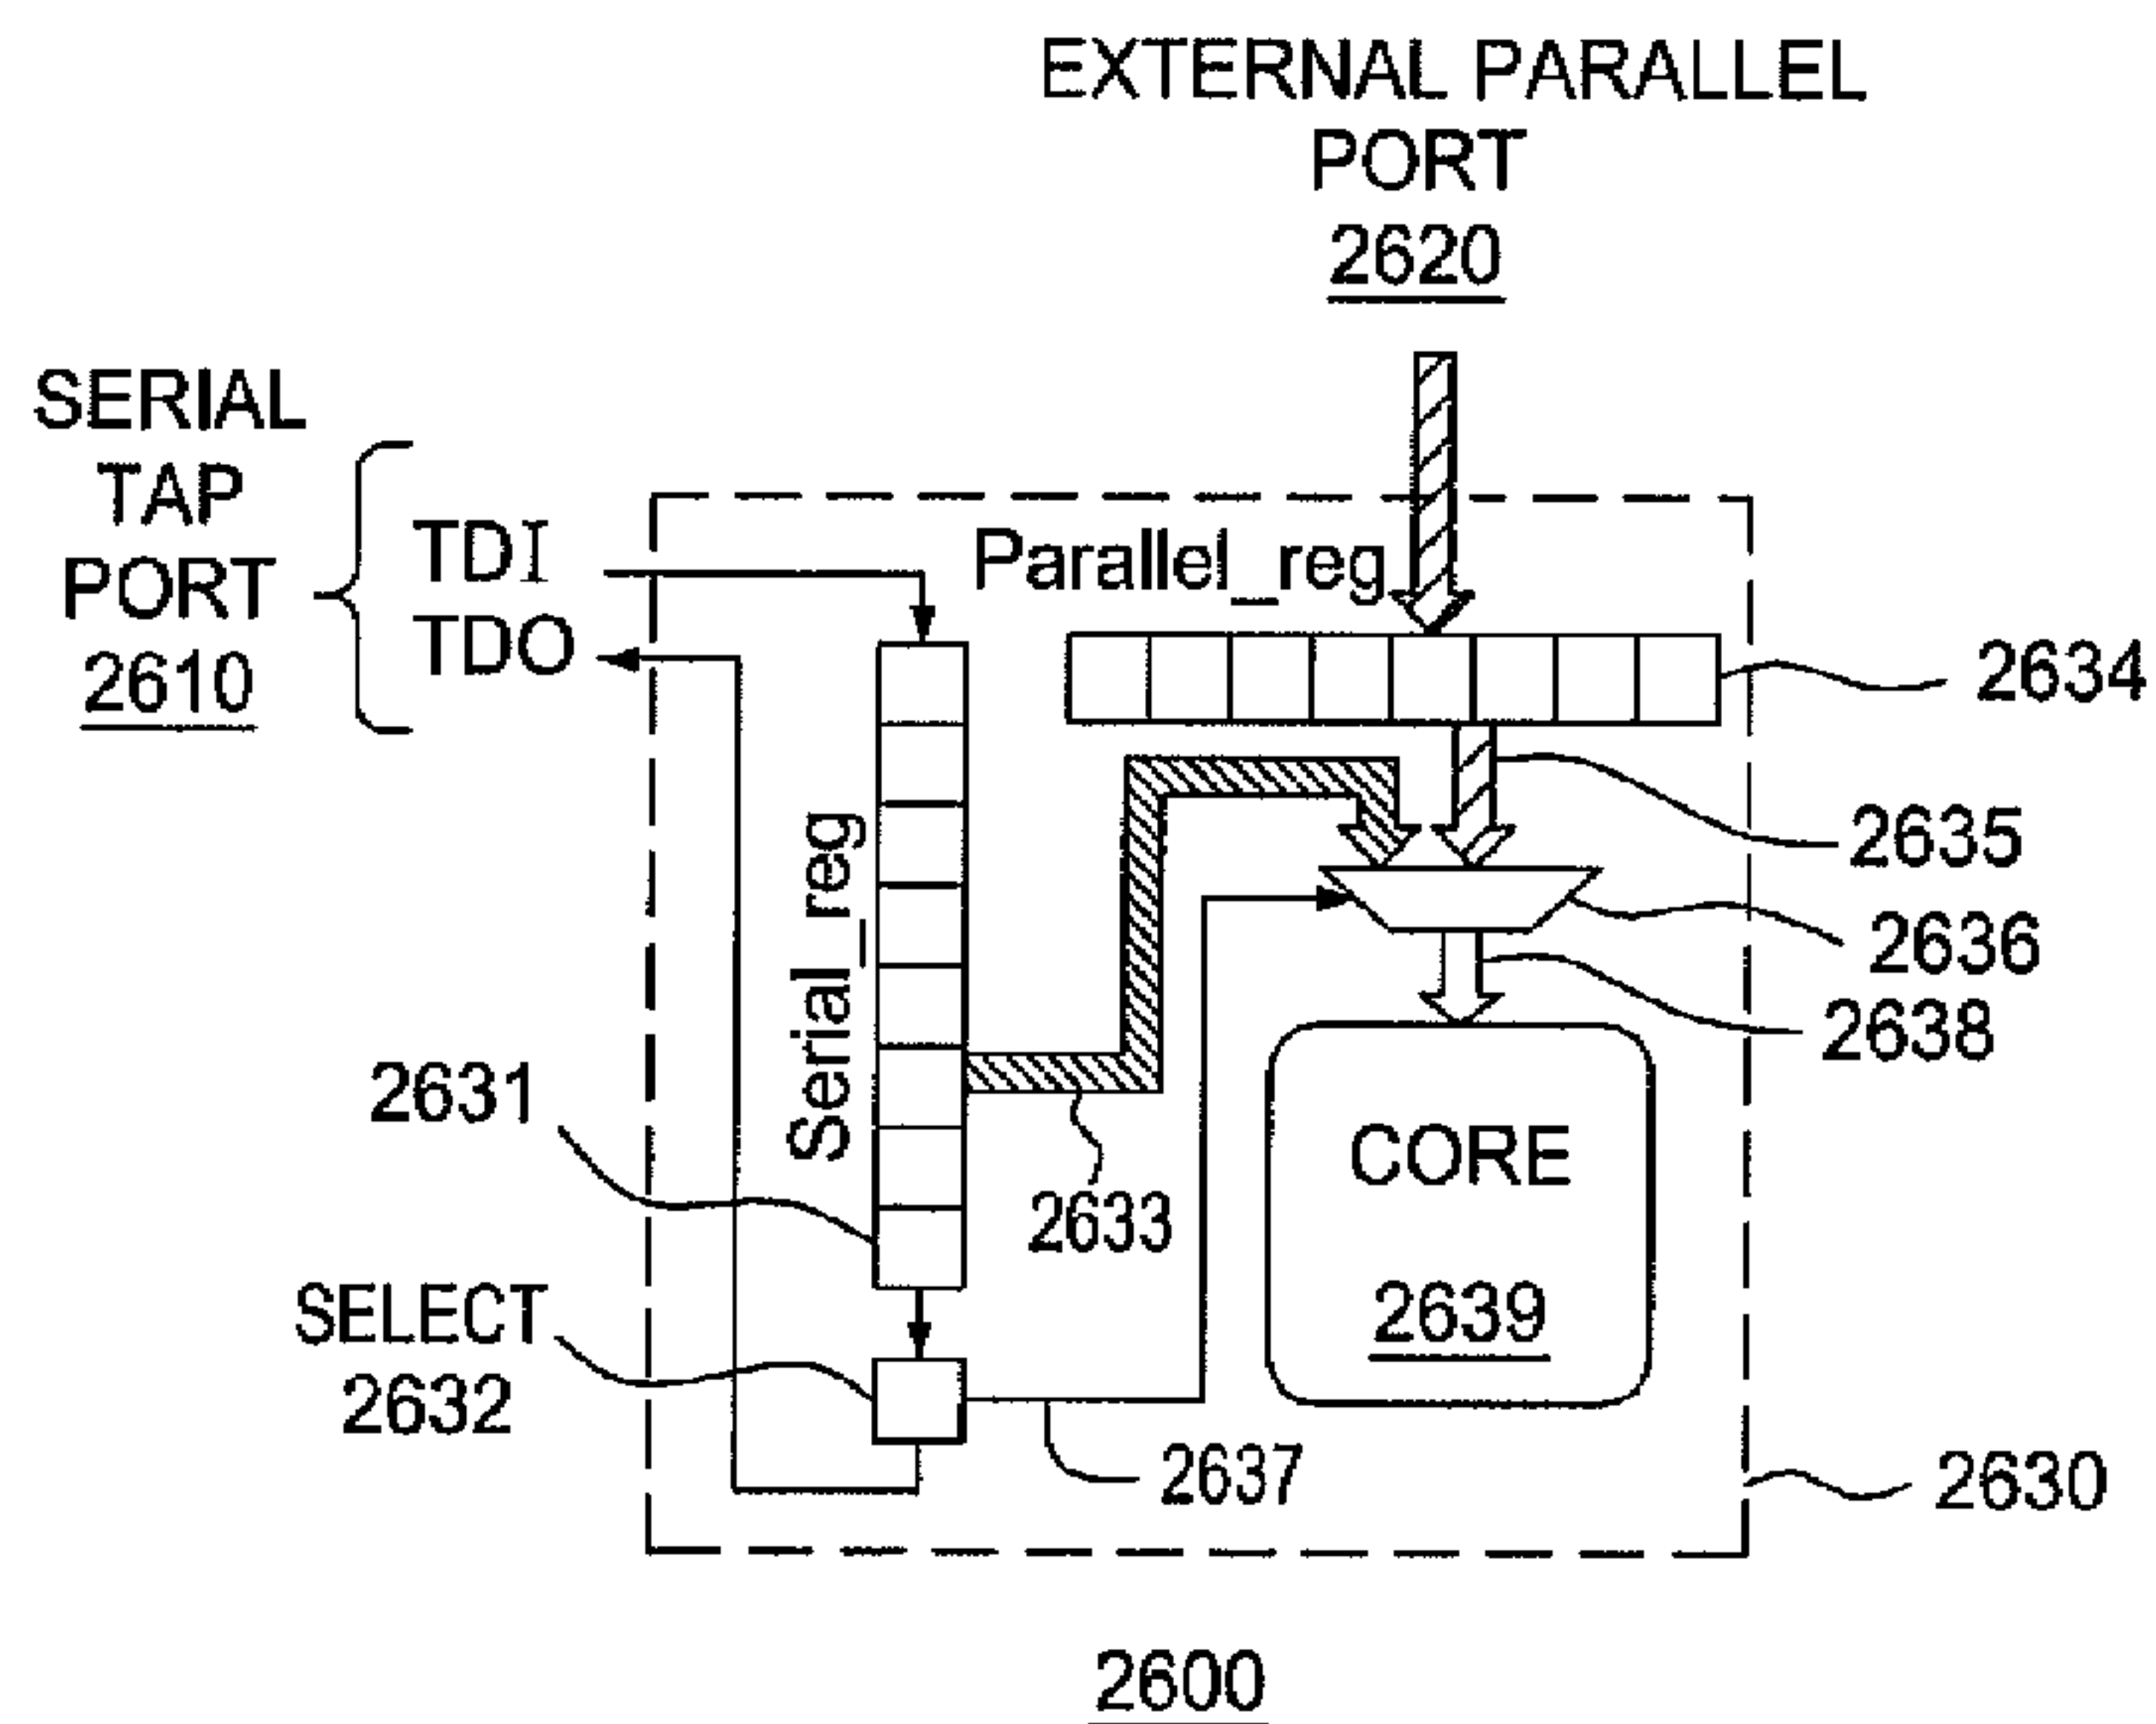 EXTERNAL PARALLEL
PORT
2620
SERIAL
TAP
PORT
2610
TDI
TDO
Parallel_reg
2634
2635
2636
2638
Serial_reg
2631
2633
CORE
2639
SELECT
2632
2637
2630
2600